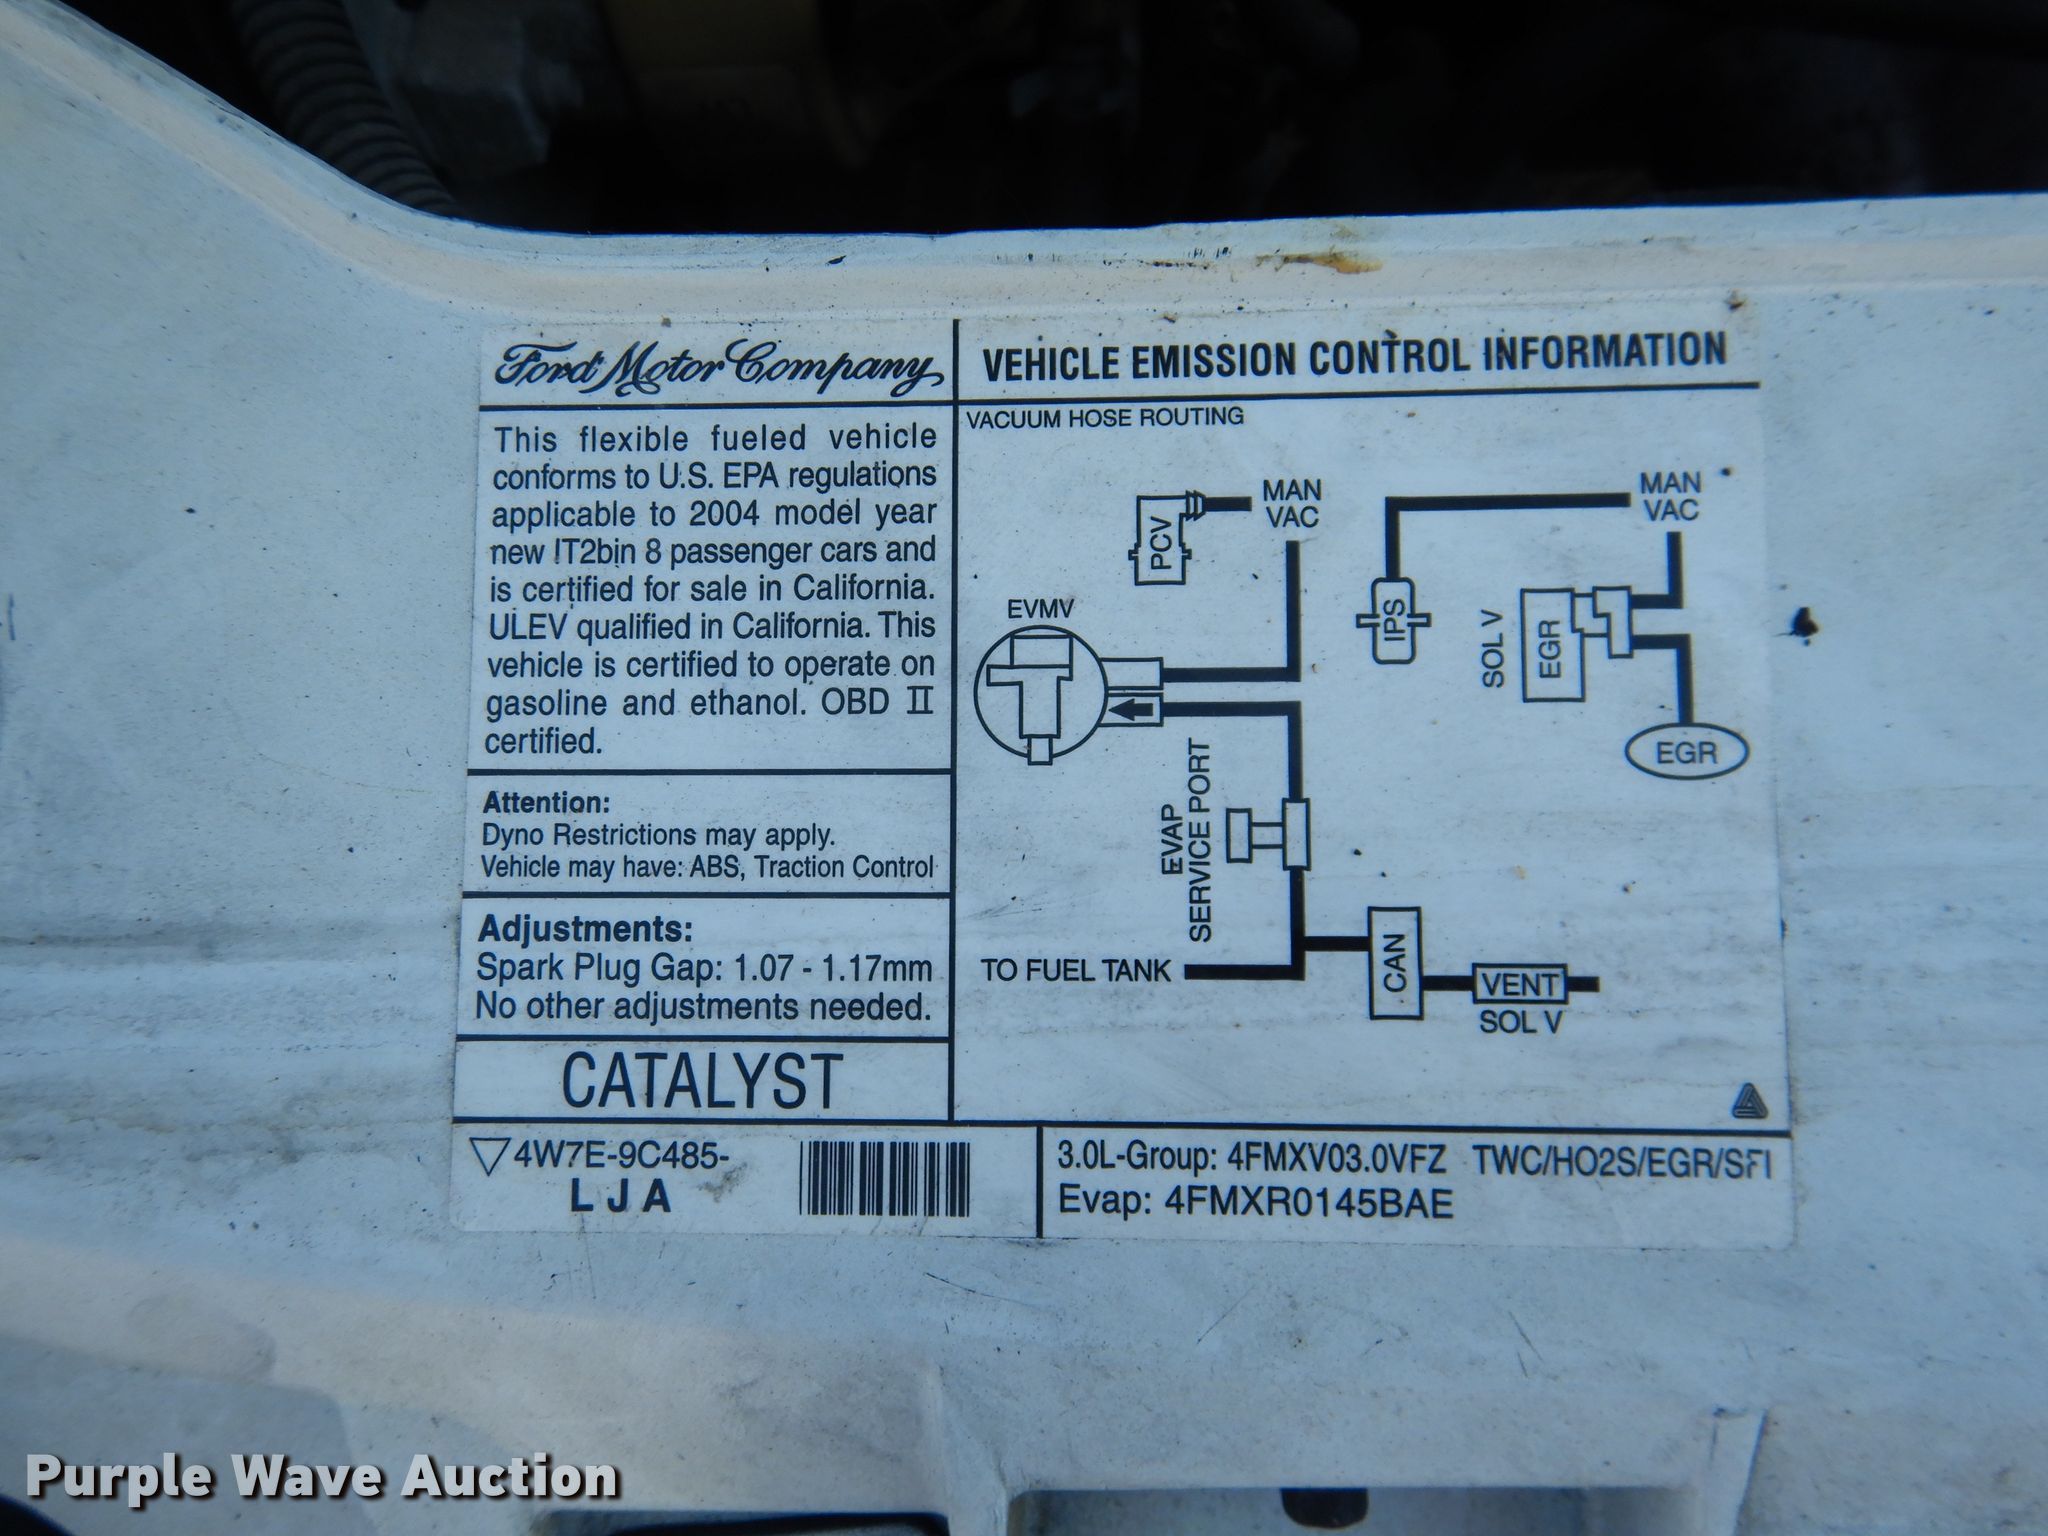 Ford Motor Company
VEHICLE EMISSION CONTROL INFORMATION
This flexible fueled vehicle
conforms to U.S. EPA regulations
applicable to 2004 model year
new IT2bin 8 passenger cars and
is certified for sale in California.
ULEV qualified in California. This
vehicle is certified to operate on
gasoline and ethanol. OBD II
certified.
Attention:
Dyno Restrictions may apply.
Vehicle may have: ABS, Traction Control
Adjustments:
Spark Plug Gap: 1.07 - 1.17mm
No other adjustments needed.
CATALYST
VACUUM HOSE ROUTING
PCV
MAN
VAC
MAN
VAC
EVMV
IPS
SOL V
EGR
EGR
EVAP
SERVICE PORT
TO FUEL TANK
CAN
VENT
SOL V
4W7E-9C485-
L J A
3.0L-Group: 4FMXV03.0VFZ TWC/HO2S/EGR/SFI
Evap: 4FMXR0145BAE
Purple Wave Auction